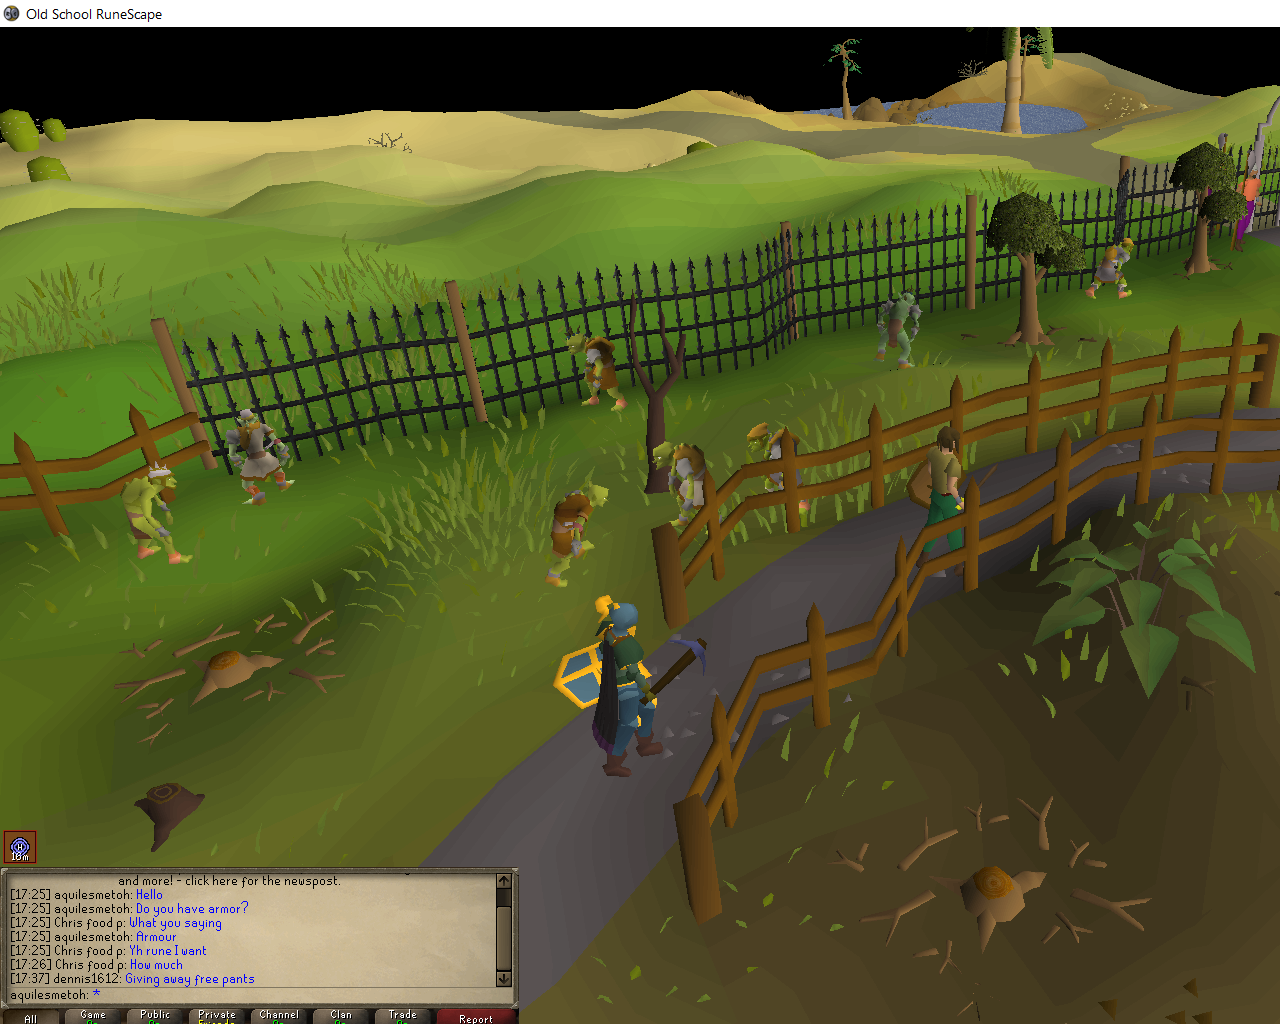 Old School RuneScape
16m
and more! - click here for the newspost.
[17:25] aquilesmetoh: Hello
[17:25] aquilesmetoh: Do you have armor?
[17:25] Chris food p: What you saying
[17:25] aquilesmetoh: Armour
[17:25] Chris food p: Yh rune I want
[17:26] Chris food p: How much
[17:37] dennis1612: Giving away free pants
aquilesmetoh: *
All Game Public Private Channel Clan Trade Report